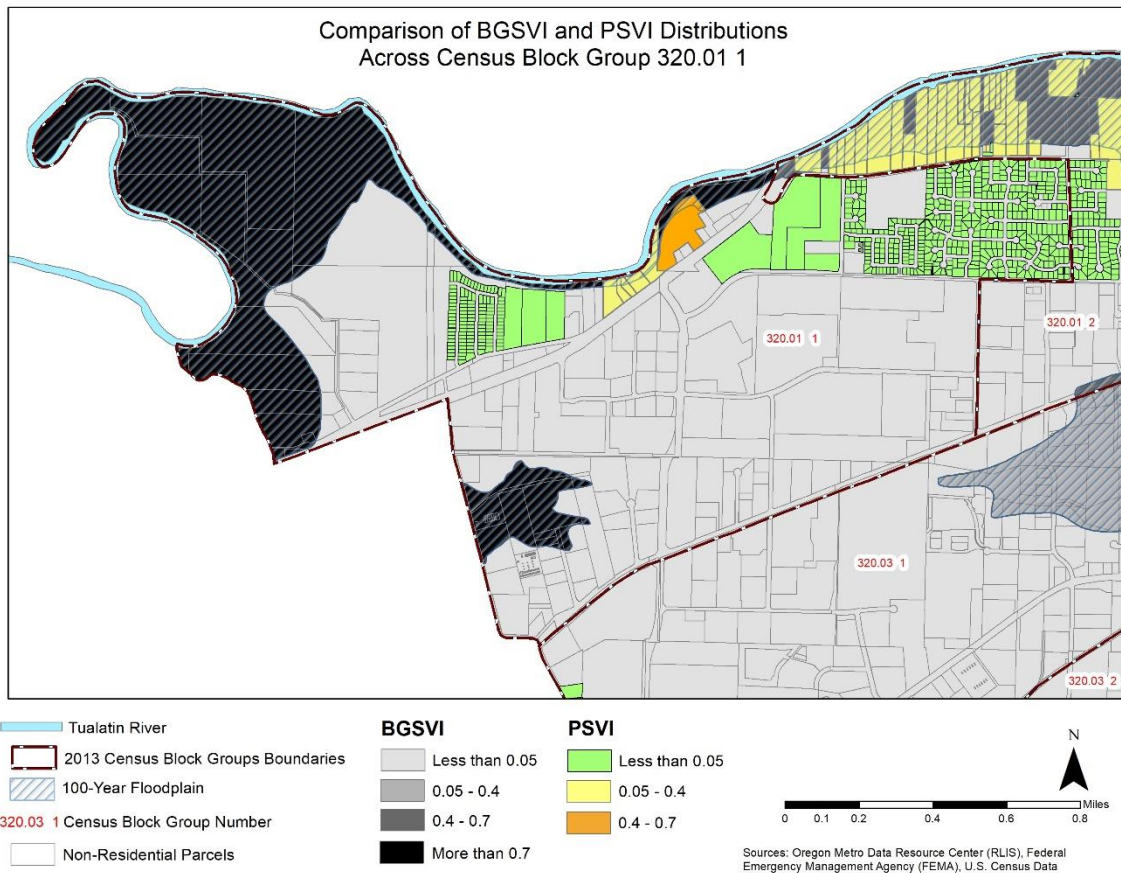 Comparison of BGSVI and PSVI Distributions
Across Census Block Group 320.01 1
320.01 1
320.01 2
320.03 1
320.03 2
Tualatin River
2013 Census Block Groups Boundaries
100-Year Floodplain
320.03 1 Census Block Group Number
Non-Residential Parcels
BGSVI
Less than 0.05
0.05 - 0.4
0.4 - 0.7
More than 0.7
PSVI
Less than 0.05
0.05 - 0.4
0.4 - 0.7
N
Miles
0 0.1 0.2 0.4 0.6 0.8
Sources: Oregon Metro Data Resource Center (RLIS), Federal
Emergency Management Agency (FEMA), U.S. Census Data